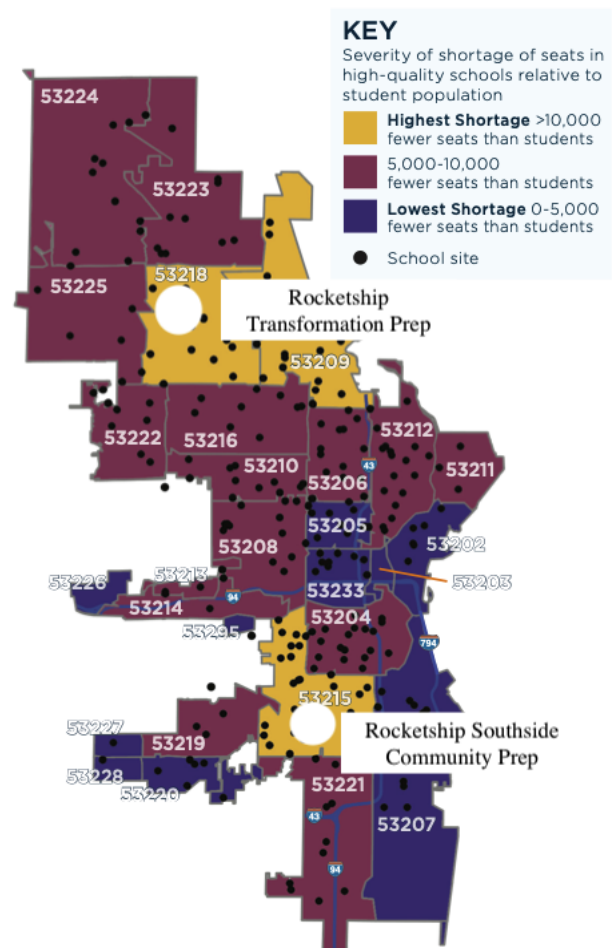 KEY
Severity of shortage of seats in
high-quality schools relative to
student population
Highest Shortage >10,000
fewer seats than students
5,000-10,000
fewer seats than students
Lowest Shortage 0-5,000
fewer seats than students
School site
53224
53223
53218
53225
Rocketship
Transformation Prep
53209
53222
53216
53212
53210
43
53211
53206
53205
53208
53202
53226
53213
53233
53203
53214
94
53204
53295
794
53215
53227
53219
Rocketship Southside
Community Prep
53228
53220
53221
43
53207
94